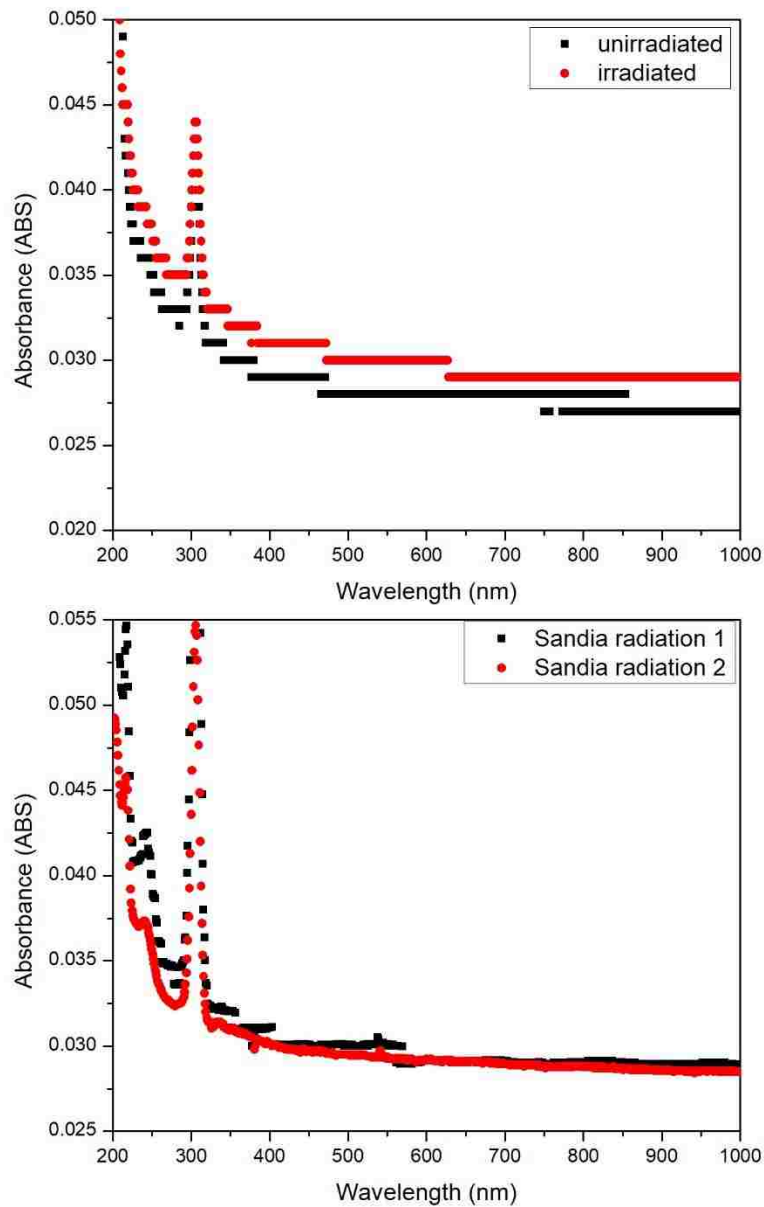 0.050
0.045
0.040
0.035
0.030
0.025
0.020
Absorbance (ABS)
unirradiated
irradiated
200 300 400 500 600 700 800 900 1000
Wavelength (nm)
0.055
0.050
0.045
0.040
0.035
0.030
0.025
Absorbance (ABS)
Sandia radiation 1
Sandia radiation 2
200 300 400 500 600 700 800 900 1000
Wavelength (nm)